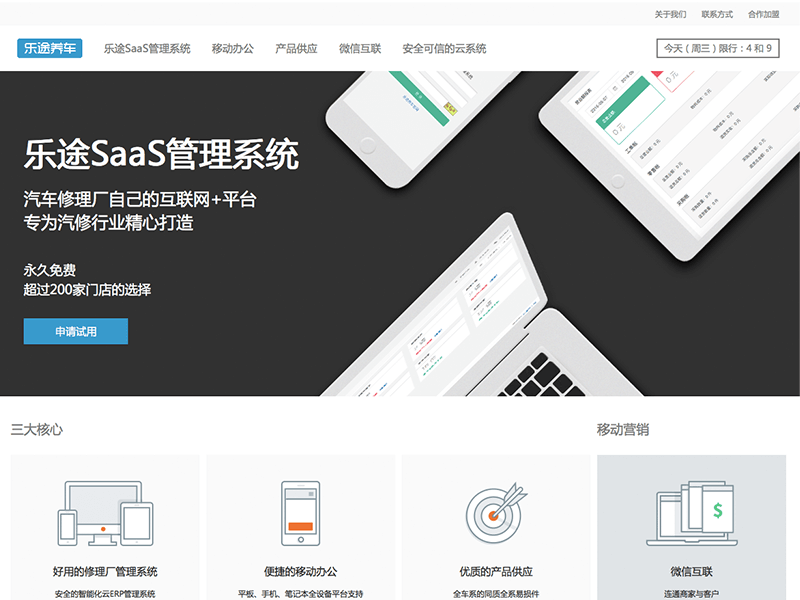 关于我们 联系方式 合作加盟
乐途养车 乐途SaaS管理系统 移动办公 产品供应 微信互联 安全可信的云系统 今天 ( 周三 ) 限行：4 和 9
乐途SaaS管理系统
汽车修理厂自己的互联网+平台
专为汽修行业精心打造
永久免费
超过200家门店的选择
申请试用
三大核心 移动营销
好用的修理厂管理系统 便捷的移动办公 优质的产品供应 微信互联
安全的智能化云ERP管理系统 平板、手机、笔记本全设备平台支持 全车系的同质全系易损件 连通商家与客户